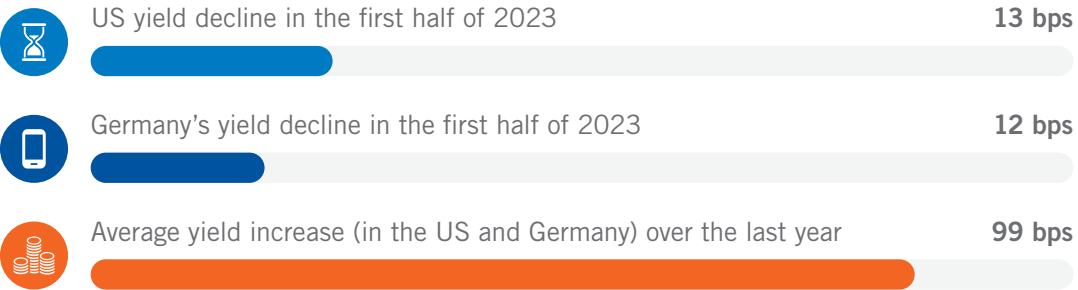 US yield decline in the first half of 2023 13 bps
Germany’s yield decline in the first half of 2023 12 bps
Average yield increase (in the US and Germany) over the last year 99 bps